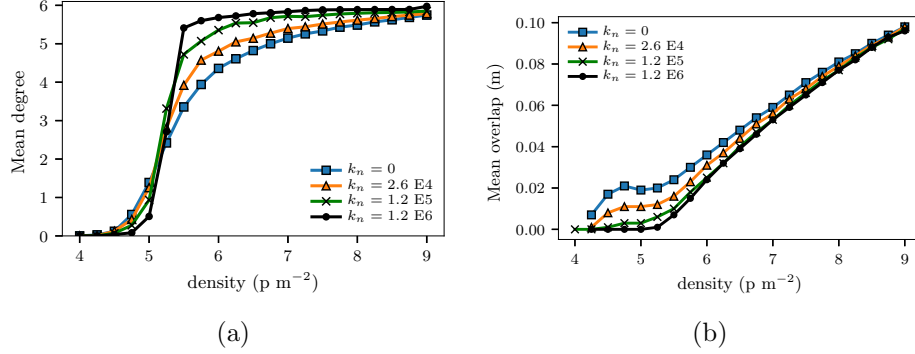 6
5
4
3
2
1
0
Mean degree
k_n = 0
k_n = 2.6 E4
k_n = 1.2 E5
k_n = 1.2 E6
4 5 6 7 8 9
density (p m⁻²)
(a)
0.10
0.08
0.06
0.04
0.02
0.00
Mean overlap (m)
k_n = 0
k_n = 2.6 E4
k_n = 1.2 E5
k_n = 1.2 E6
4 5 6 7 8 9
density (p m⁻²)
(b)